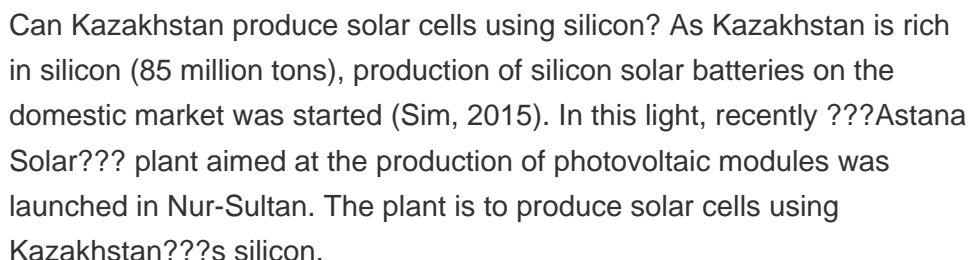 Can Kazakhstan produce solar cells using silicon? As Kazakhstan is rich
in silicon (85 million tons), production of silicon solar batteries on the
domestic market was started (Sim, 2015). In this light, recently ???Astana
Solar??? plant aimed at the production of photovoltaic modules was
launched in Nur-Sultan. The plant is to produce solar cells using
Kazakhstan???s silicon.